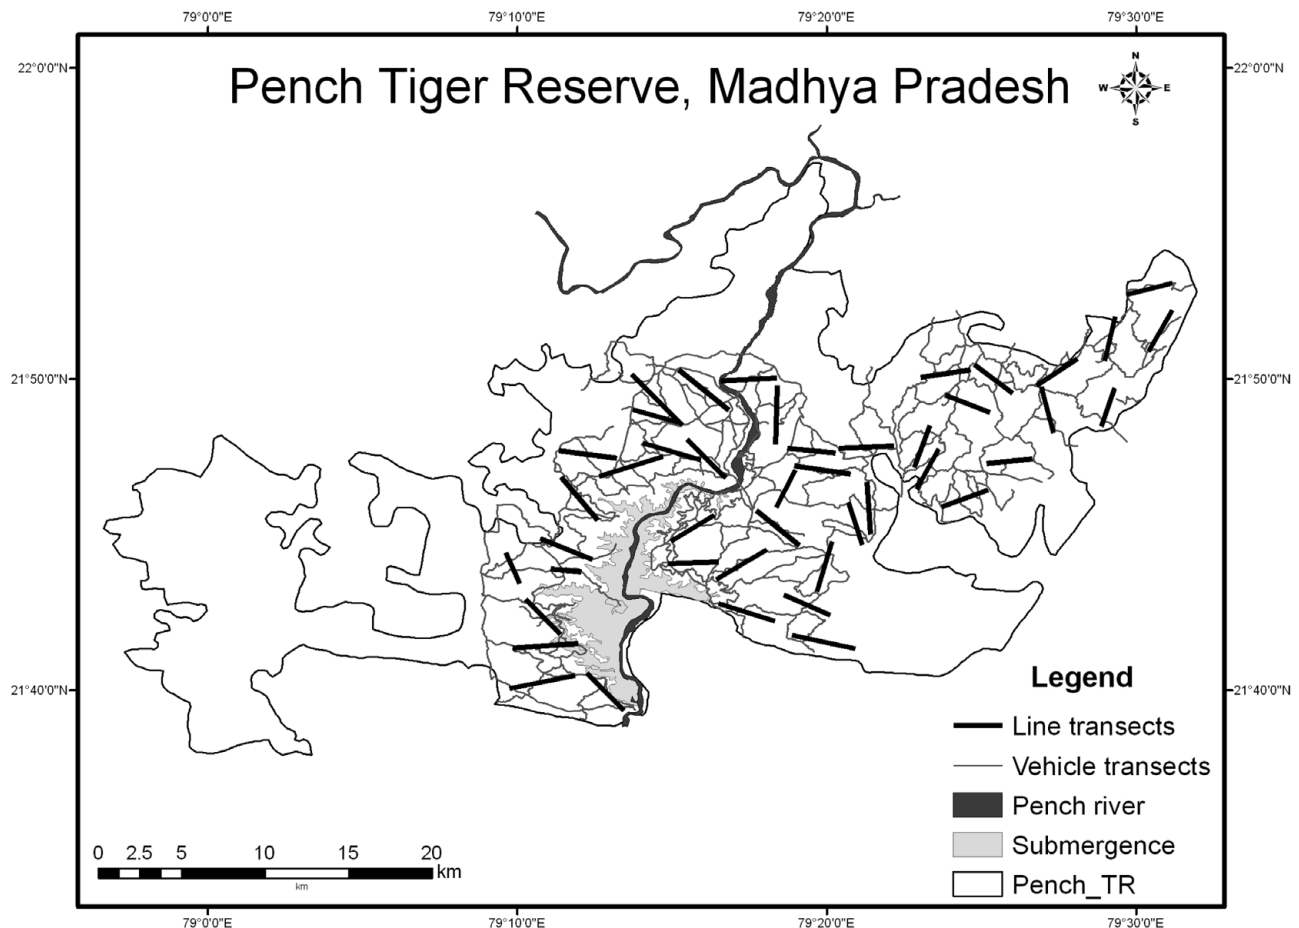 79°0'0"E 79°10'0"E 79°20'0"E 79°30'0"E
22°0'0"N 22°0'0"N
Pench Tiger Reserve, Madhya Pradesh
N
W E
S
21°50'0"N 21°50'0"N
21°40'0"N 21°40'0"N
Legend
Line transects
Vehicle transects
Pench river
Submergence
Pench_TR
0 2.5 5 10 15 20
km
km
79°0'0"E 79°10'0"E 79°20'0"E 79°30'0"E